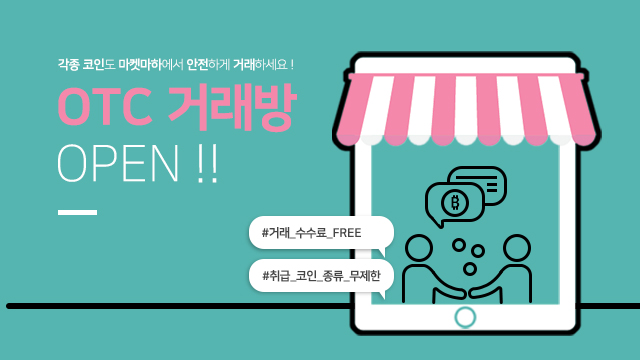 각종 코인도 마켓마하에서 안전하게 거래하세요 !
OTC 거래방
OPEN !!
#거래_수수료_FREE
#취급_코인_종류_무제한